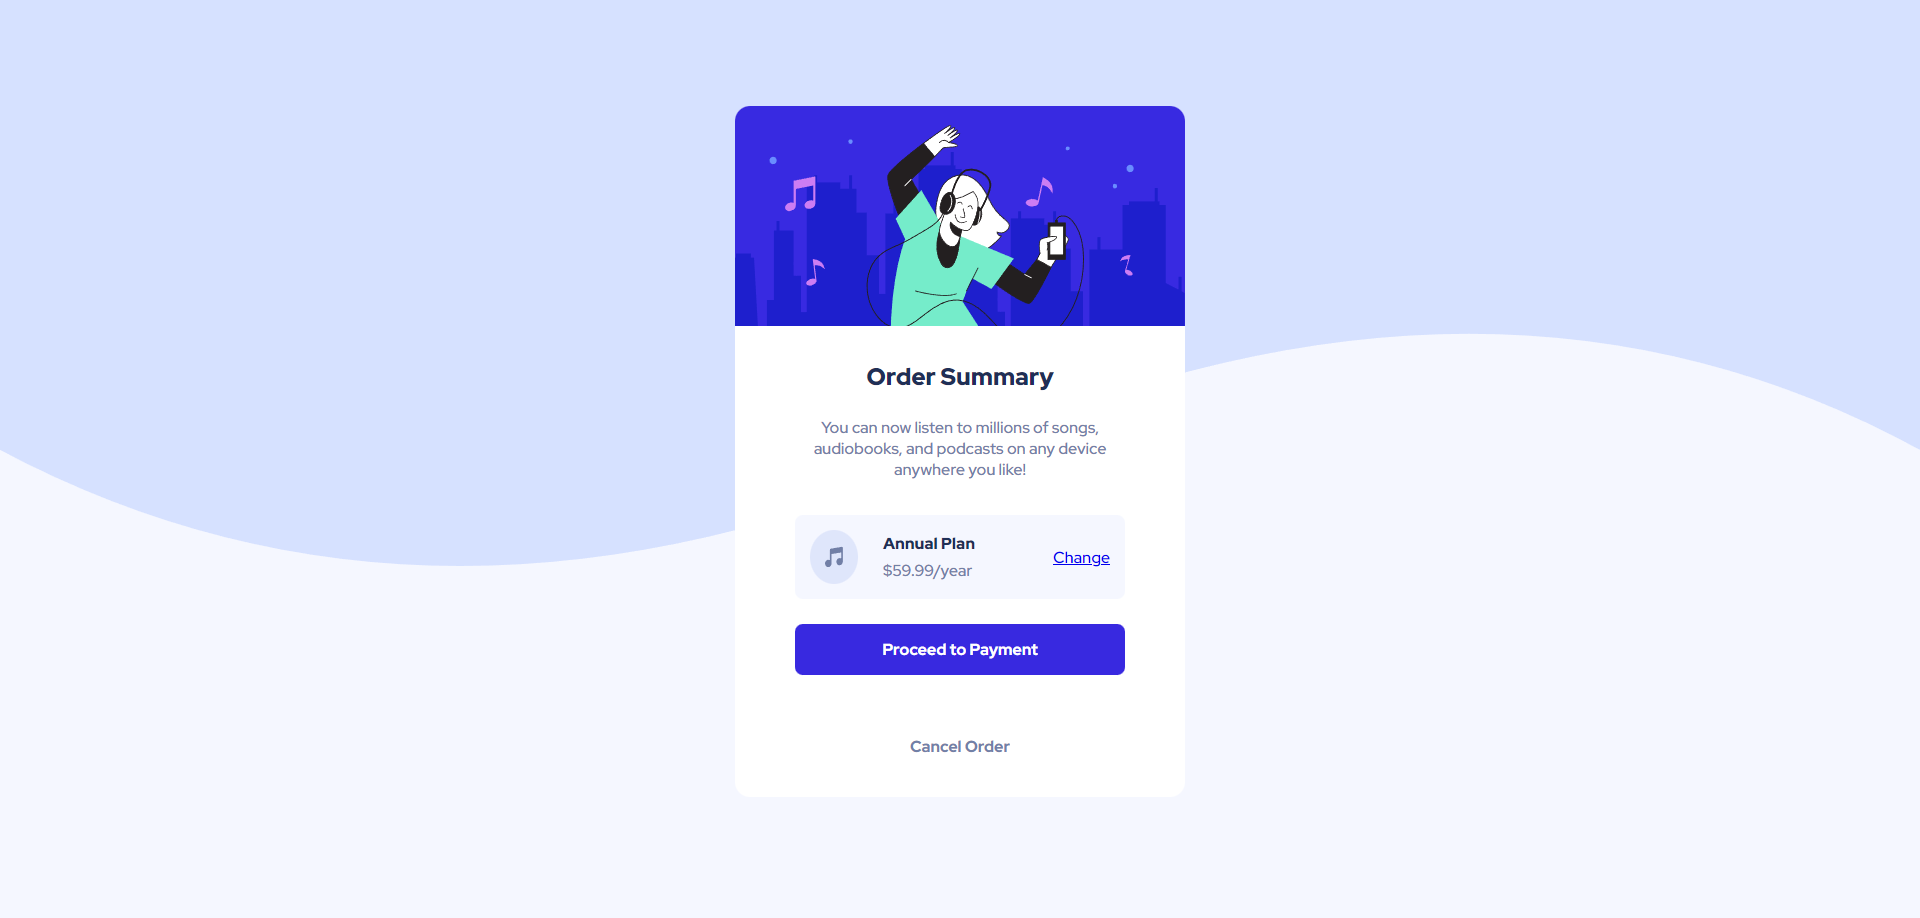 Order Summary
You can now listen to millions of songs,
audiobooks, and podcasts on any device
anywhere you like!
Annual Plan
$59.99/year
Change
Proceed to Payment
Cancel Order